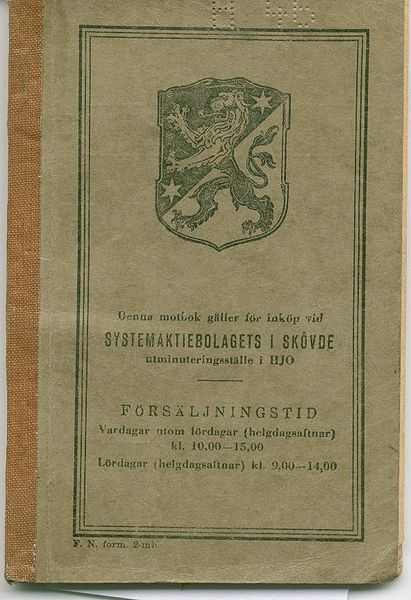 Denna motbok gäller för inköp vid
SYSTEMAKTIEBOLAGETS I SKÖVDE
utminuteringsställe i HJO
FÖRSÄLJNINGSTID
Vardagar utom lördagar (helgdagsaftnar)
kl. 10,00—15,00
Lördagar (helgdagsaftnar) kl. 9,00—14,00
F. N. form. 2-mb